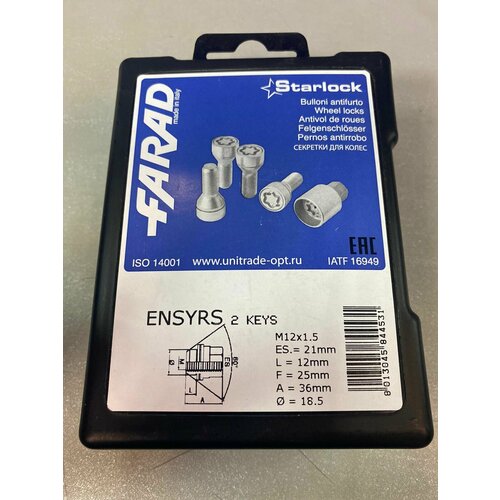 FARAD
made in Italy
Starlock
Bulloni antifurto
Wheel locks
Antivol de roues
Felgenschlösser
Pernos antirrobo
СЕКРЕТКИ ДЛЯ КОЛЕС
EAC
ISO 14001
www.unitrade-opt.ru
IATF 16949
ENSYRS 2 KEYS
M12x1.5
ES.= 21mm
L = 12mm
F = 25mm
A = 36mm
Ø = 18.5
Ø
M
ES
60°
L
F
A
8013045844531